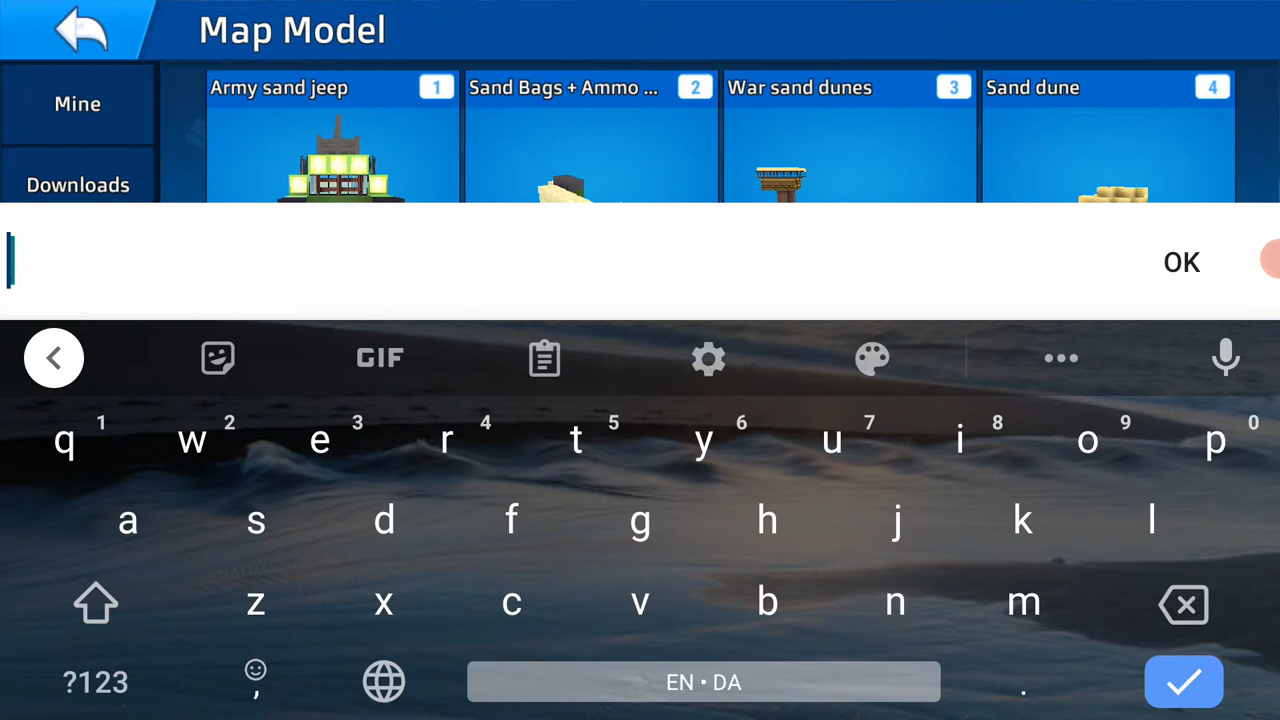 Map Model
Mine
Downloads
Army sand jeep 1
Sand Bags + Ammo ... 2
War sand dunes 3
Sand dune 4
OK
GIF
q 1 w 2 e 3 r 4 t 5 y 6 u 7 i 8 o 9 p 0
a s d f g h j k l
z x c v b n m
?123 , EN • DA .